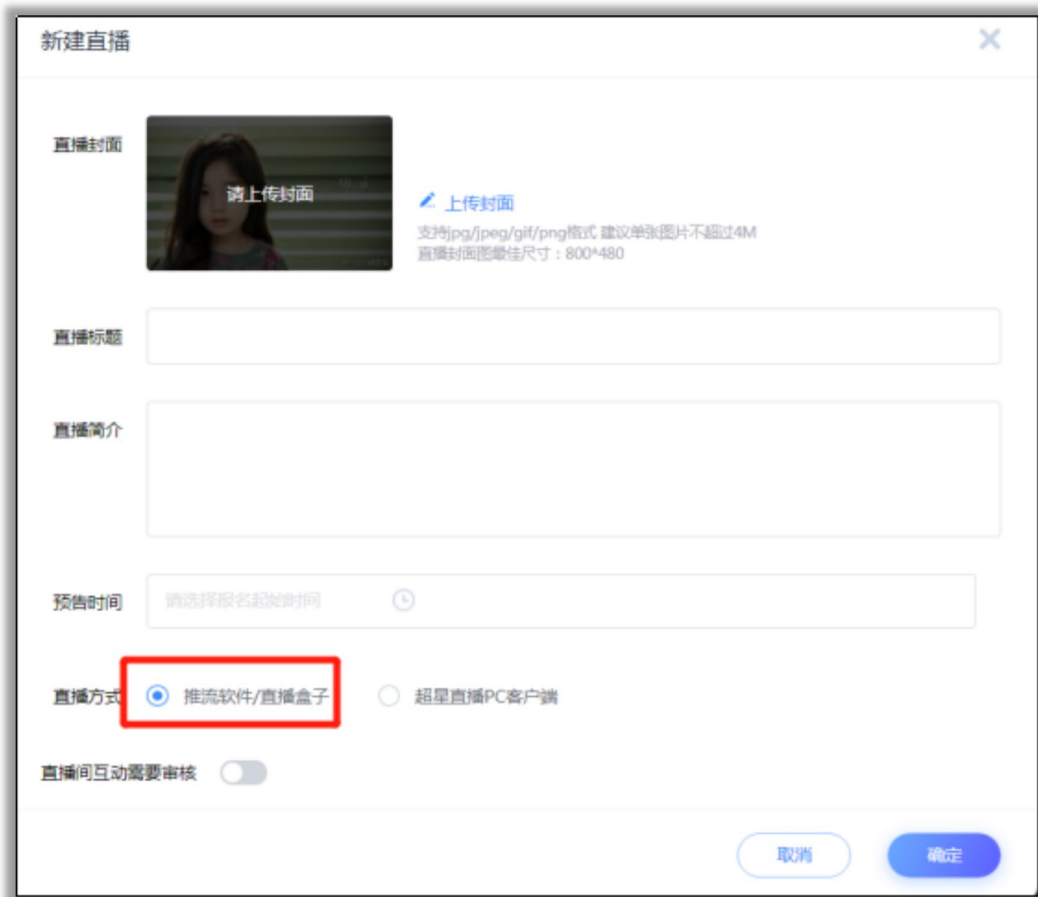 新建直播
直播封面
请上传封面
上传封面
支持jpg/jpeg/gif/png格式 建议单张图片不超过4M
直播封面图最佳尺寸：800*480
直播标题
直播简介
预告时间
请选择报名起始时间
直播方式
推流软件/直播盒子
超星直播PC客户端
直播间互动需要审核
取消
确定